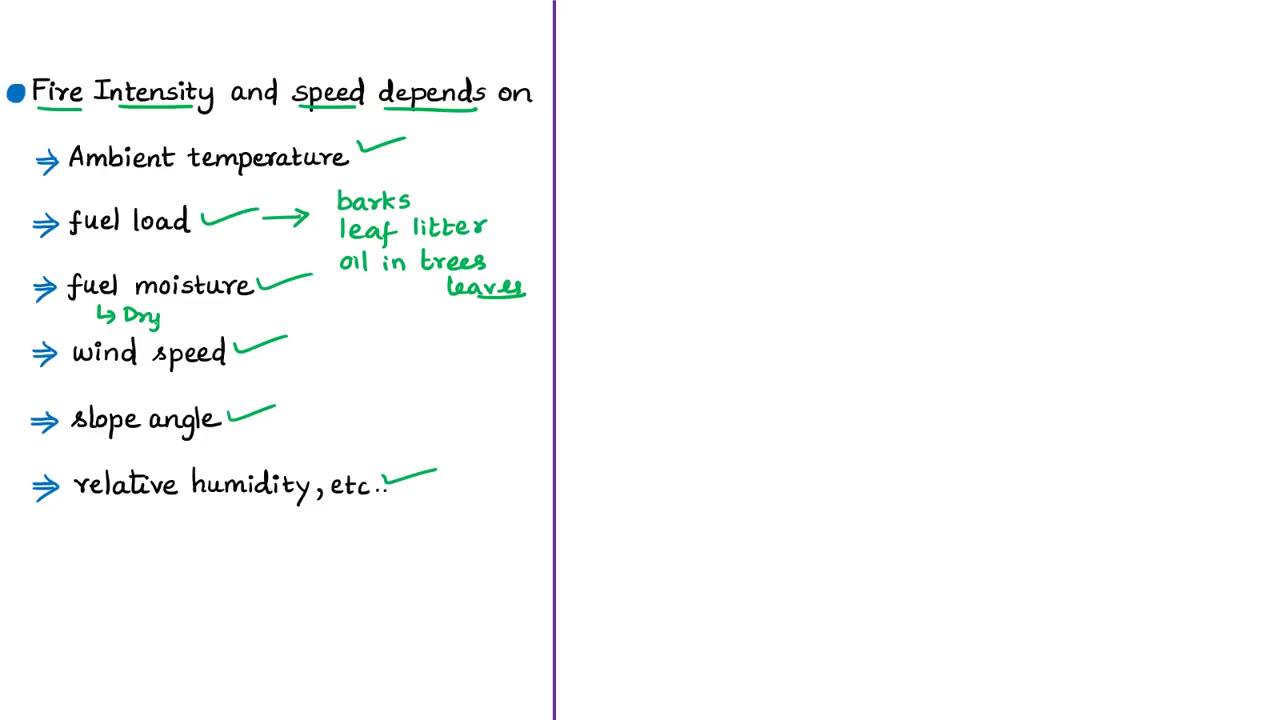 Fire Intensity and speed depends on
⇒ Ambient temperature ✓
⇒ fuel load ✓ → barks
leaf litter
oil in trees
leaves
⇒ fuel moisture ✓
↳ Dry
⇒ wind speed ✓
⇒ slope angle ✓
⇒ relative humidity, etc.. ✓